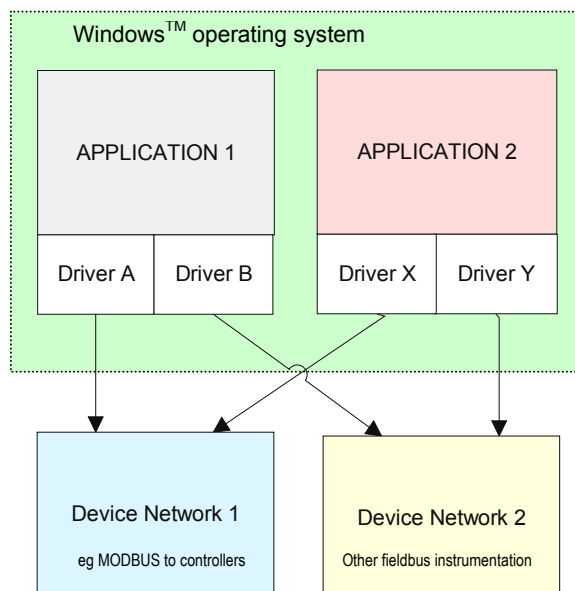 Windows™ operating system
APPLICATION 1
APPLICATION 2
Driver A
Driver B
Driver X
Driver Y
Device Network 1
eg MODBUS to controllers
Device Network 2
Other fieldbus instrumentation